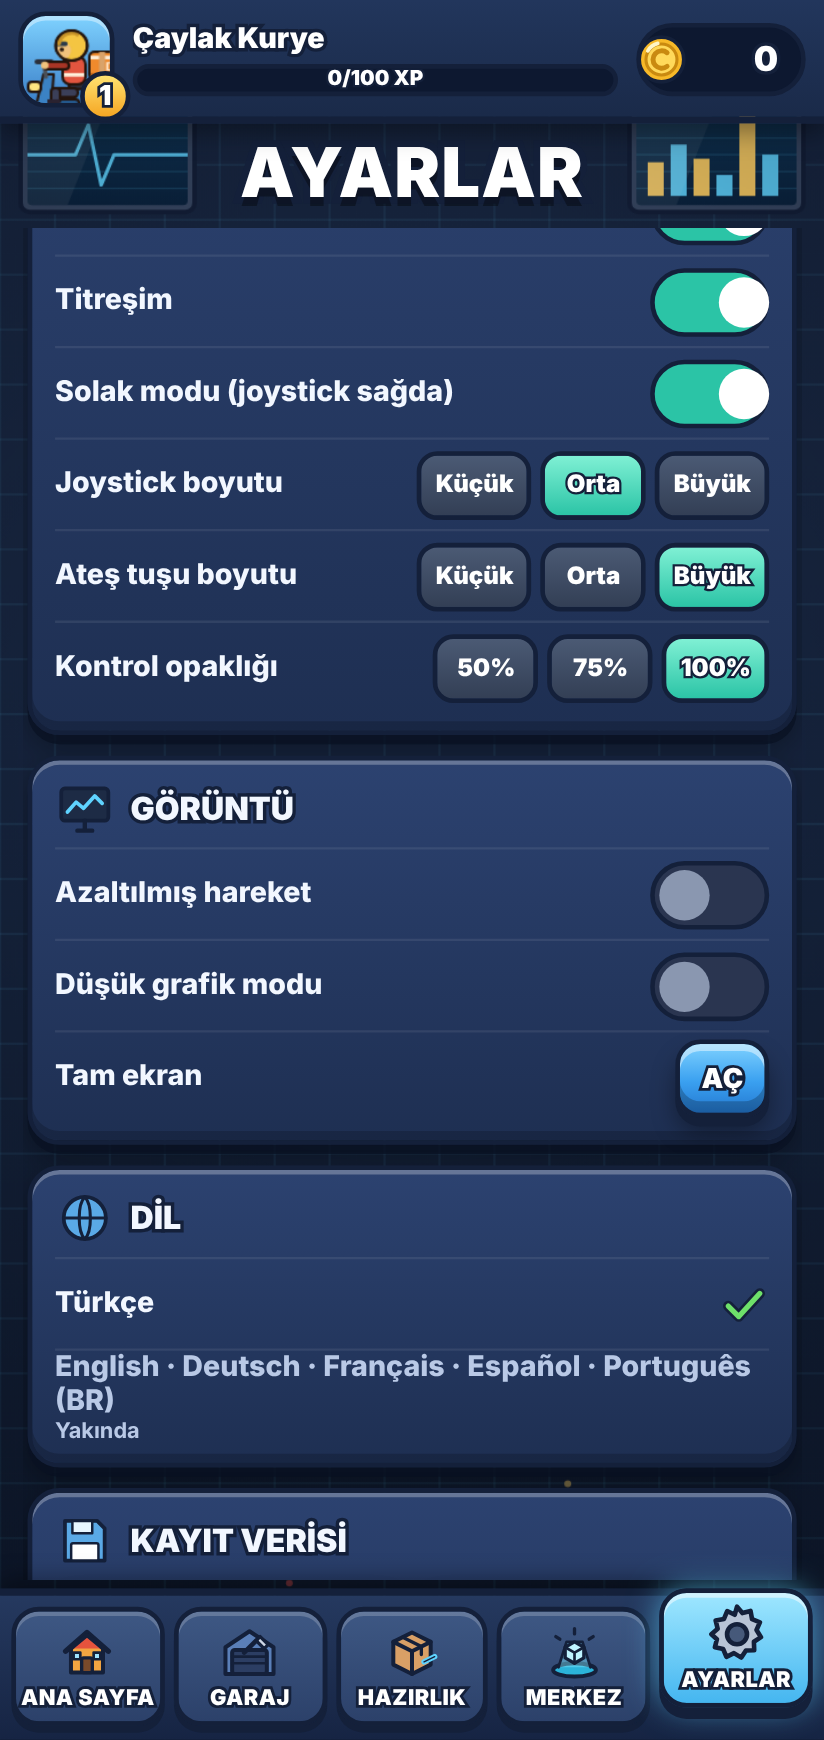 Çaylak Kurye
0/100 XP
1
0
AYARLAR
Titreşim
Solak modu (joystick sağda)
Joystick boyutu Küçük Orta Büyük
Ateş tuşu boyutu Küçük Orta Büyük
Kontrol opaklığı 50% 75% 100%
GÖRÜNTÜ
Azaltılmış hareket
Düşük grafik modu
Tam ekran AÇ
DİL
Türkçe
English · Deutsch · Français · Español · Português
(BR)
Yakında
KAYIT VERİSİ
ANA SAYFA GARAJ HAZIRLIK MERKEZ AYARLAR